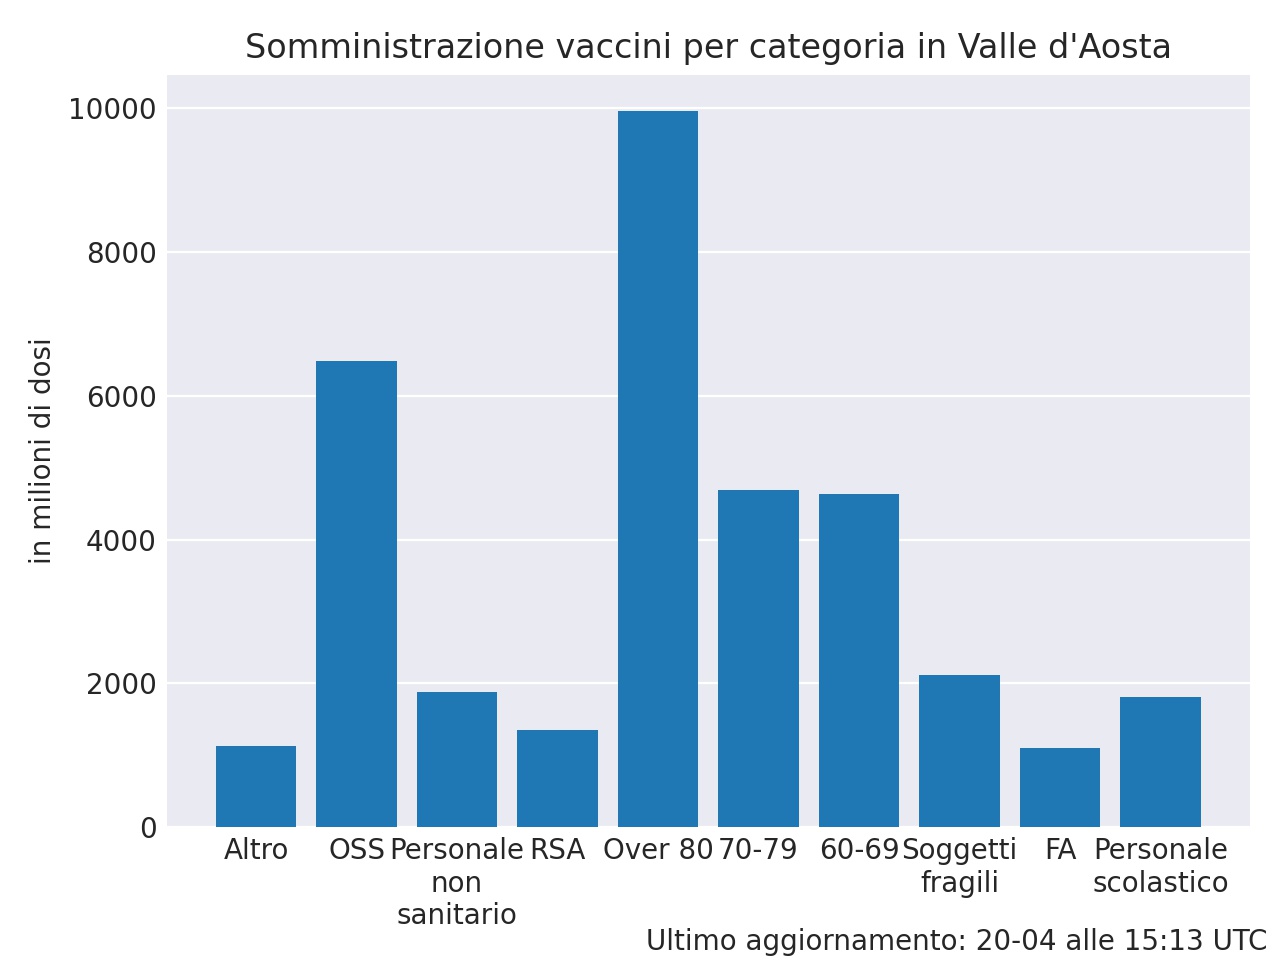 Somministrazione vaccini per categoria in Valle d'Aosta
in milioni di dosi
10000
8000
6000
4000
2000
0
Altro
OSS
Personale
non
sanitario
RSA
Over 80
70-79
60-69
Soggetti
fragili
FA
Personale
scolastico
Ultimo aggiornamento: 20-04 alle 15:13 UTC